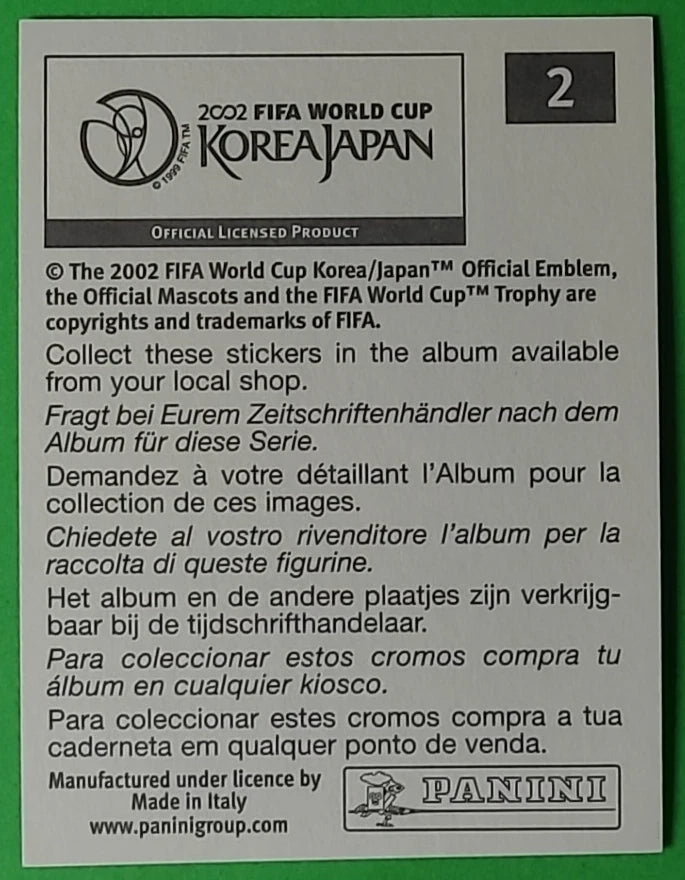 2002 FIFA WORLD CUP
KOREAJAPAN
© 1999 FIFA TM
OFFICIAL LICENSED PRODUCT
2
© The 2002 FIFA World Cup Korea/Japan™ Official Emblem,
the Official Mascots and the FIFA World Cup™ Trophy are
copyrights and trademarks of FIFA.
Collect these stickers in the album available
from your local shop.
Fragt bei Eurem Zeitschriftenhändler nach dem
Album für diese Serie.
Demandez à votre détaillant l'Album pour la
collection de ces images.
Chiedete al vostro rivenditore l'album per la
raccolta di queste figurine.
Het album en de andere plaatjes zijn verkrijg-
baar bij de tijdschrifthandelaar.
Para coleccionar estos cromos compra tu
álbum en cualquier kiosco.
Para coleccionar estes cromos compra a tua
caderneta em qualquer ponto de venda.
Manufactured under licence by
Made in Italy
www.paninigroup.com
PANINI